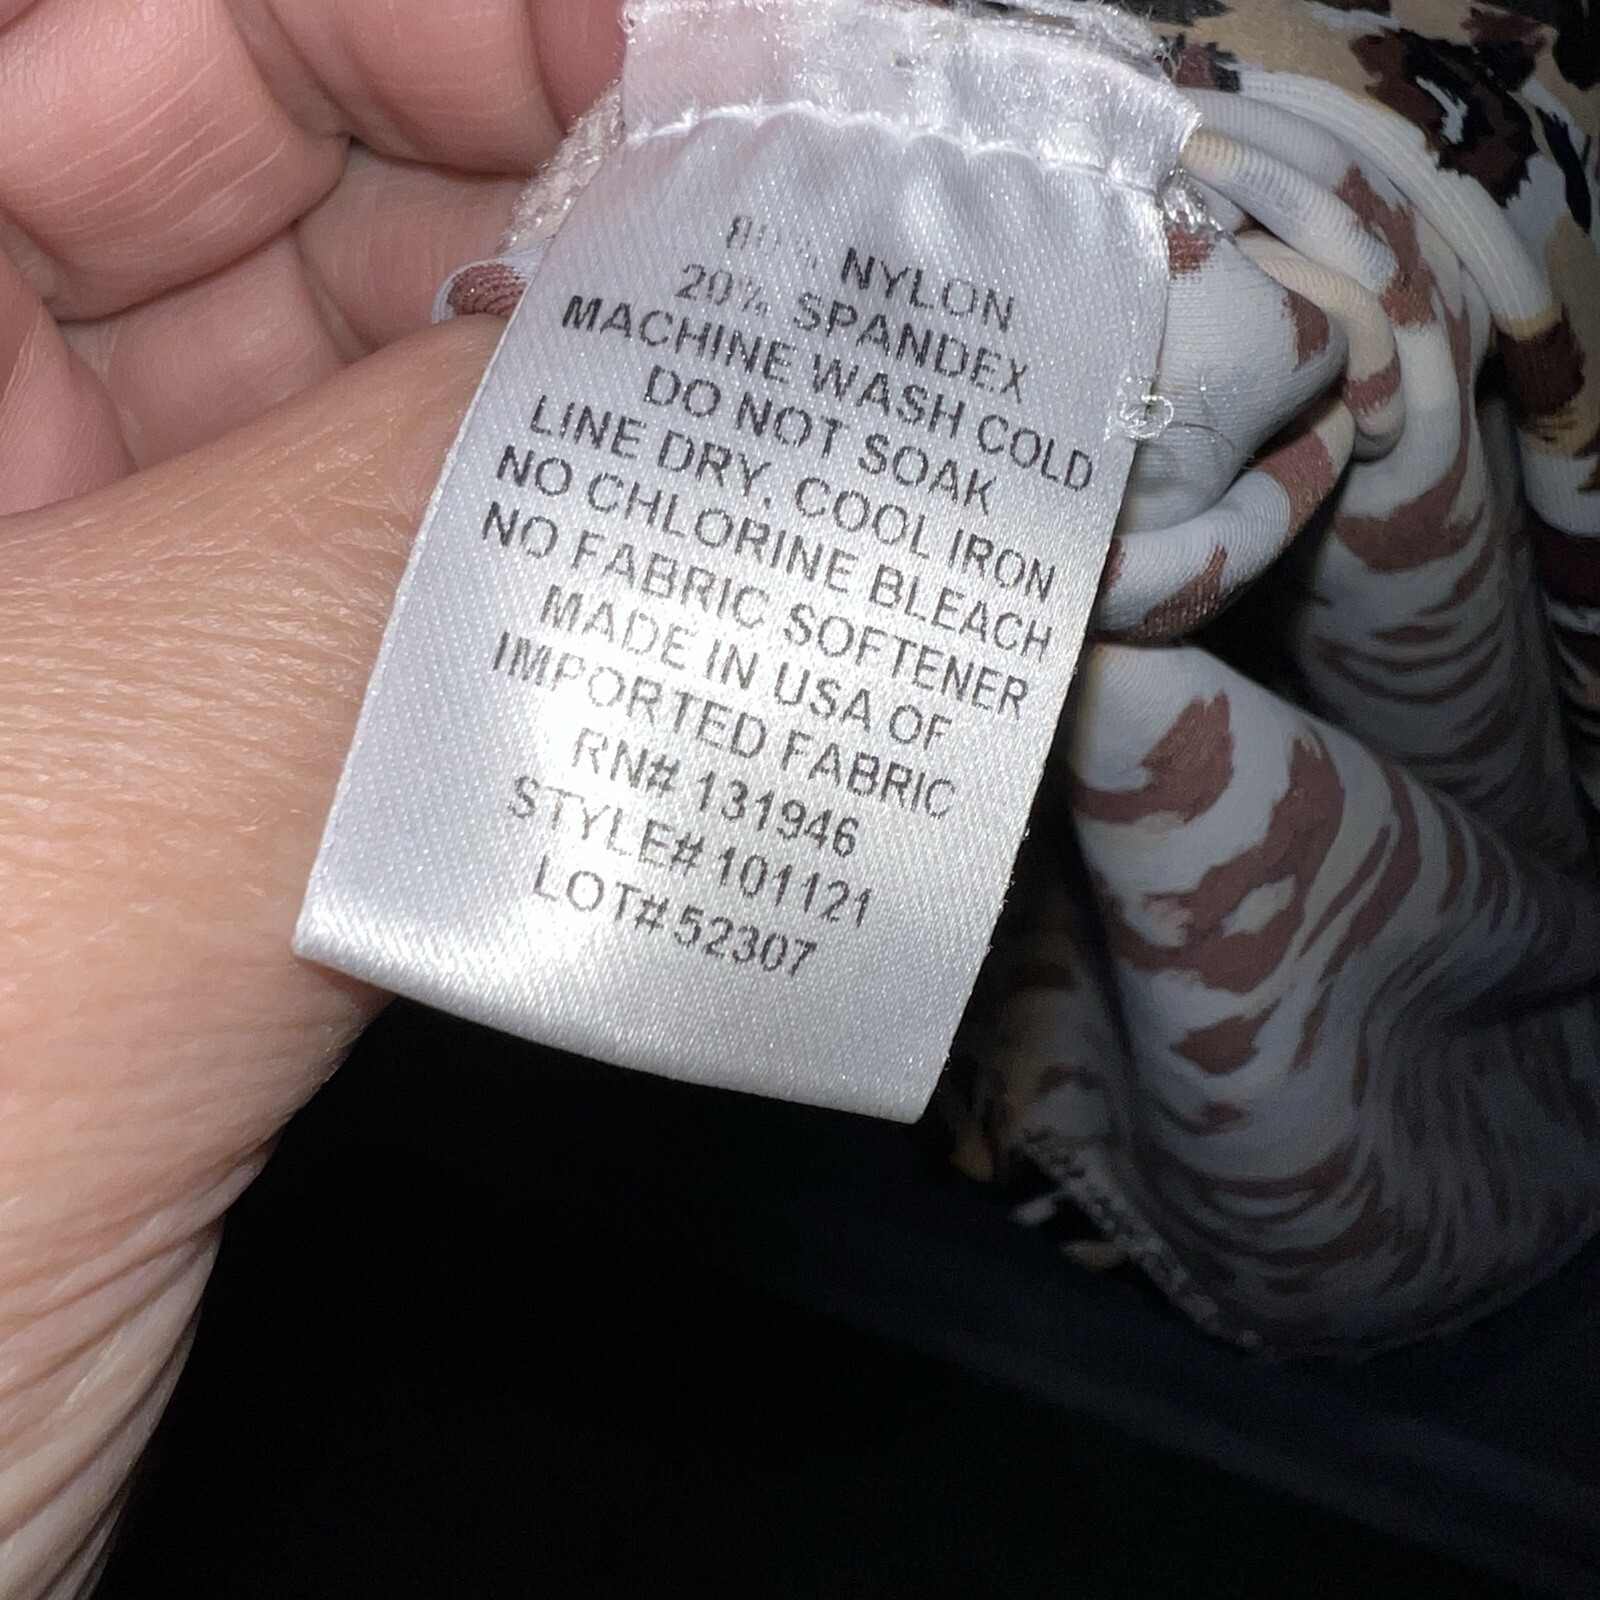 80% NYLON
20% SPANDEX
MACHINE WASH COLD
DO NOT SOAK
LINE DRY. COOL IRON
NO CHLORINE BLEACH
NO FABRIC SOFTENER
MADE IN USA OF
IMPORTED FABRIC
RN# 131946
STYLE# 101121
LOT# 52307